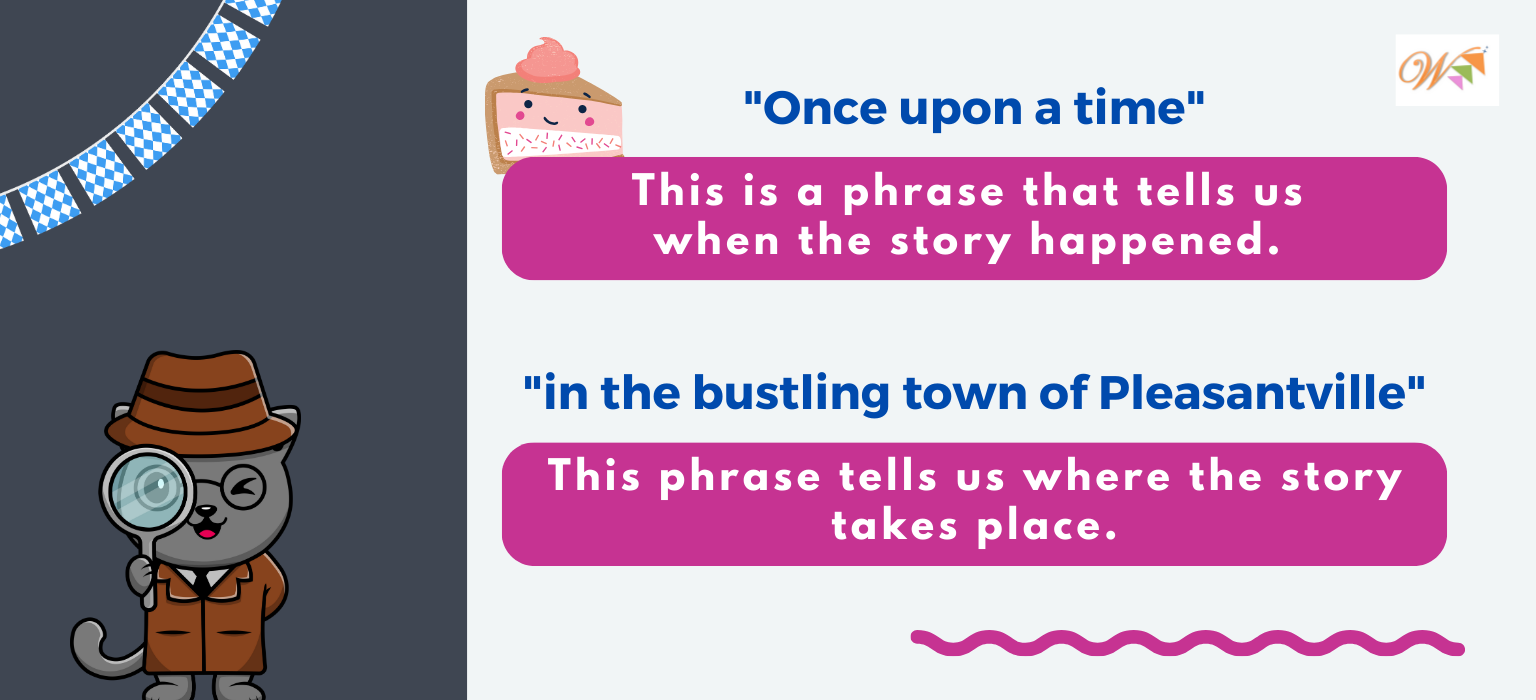 "Once upon a time"
This is a phrase that tells us
when the story happened.
"in the bustling town of Pleasantville"
This phrase tells us where the story
takes place.
W